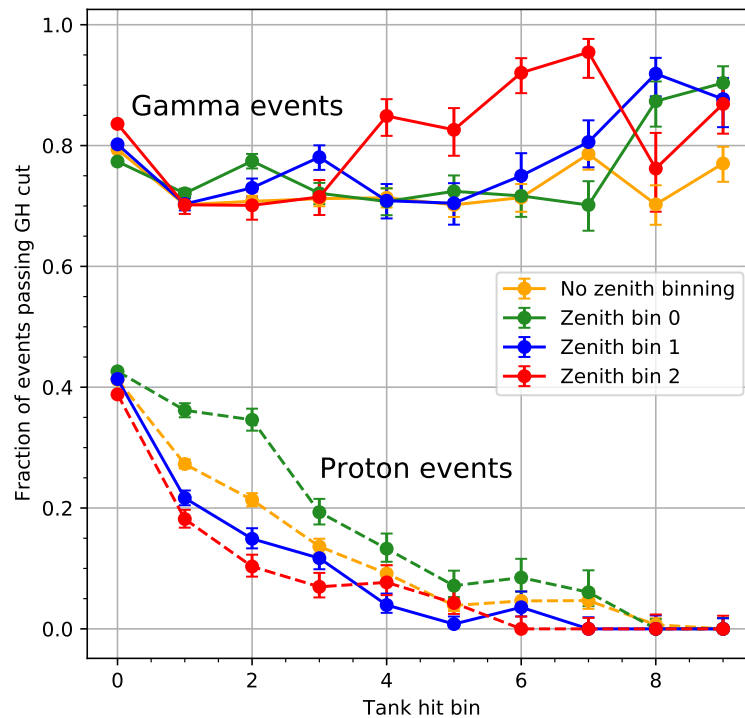 1.0
0.8
0.6
0.4
0.2
0.0
Fraction of events passing GH cut
Gamma events
No zenith binning
Zenith bin 0
Zenith bin 1
Zenith bin 2
Proton events
0 2 4 6 8
Tank hit bin